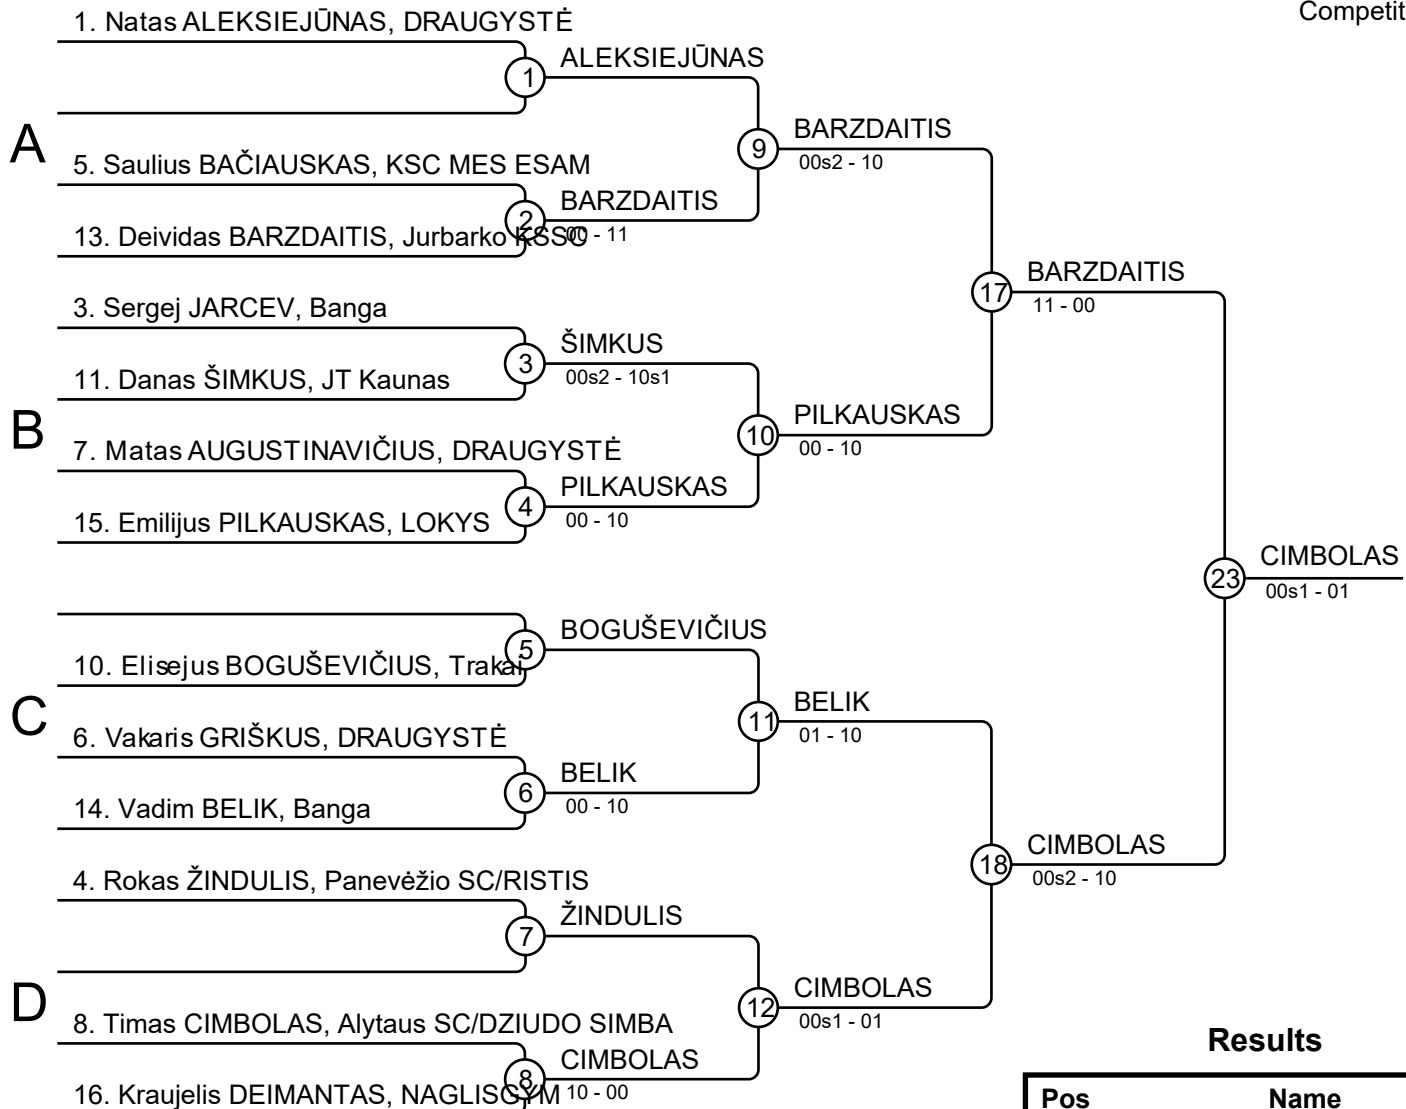 Competit
1. Natas ALEKSIEJŪNAS, DRAUGYSTĖ
1
ALEKSIEJŪNAS
A
9
BARZDAITIS
00s2 - 10
5. Saulius BAČIAUSKAS, KSC MES ESAM
2
BARZDAITIS
00 - 11
13. Deividas BARZDAITIS, Jurbarko KSSC
17
BARZDAITIS
11 - 00
3. Sergej JARCEV, Banga
3
ŠIMKUS
00s2 - 10s1
11. Danas ŠIMKUS, JT Kaunas
B
10
PILKAUSKAS
00 - 10
7. Matas AUGUSTINAVIČIUS, DRAUGYSTĖ
4
PILKAUSKAS
00 - 10
15. Emilijus PILKAUSKAS, LOKYS
23
CIMBOLAS
00s1 - 01
5
BOGUŠEVIČIUS
10. Elisejus BOGUŠEVIČIUS, Trakai
C
11
BELIK
01 - 10
6. Vakaris GRIŠKUS, DRAUGYSTĖ
6
BELIK
00 - 10
14. Vadim BELIK, Banga
18
CIMBOLAS
00s2 - 10
4. Rokas ŽINDULIS, Panevėžio SC/RISTIS
7
ŽINDULIS
D
12
CIMBOLAS
00s1 - 01
8. Timas CIMBOLAS, Alytaus SC/DZIUDO SIMBA
8
CIMBOLAS
10 - 00
16. Kraujelis DEIMANTAS, NAGLISGYM
Results
Pos Name